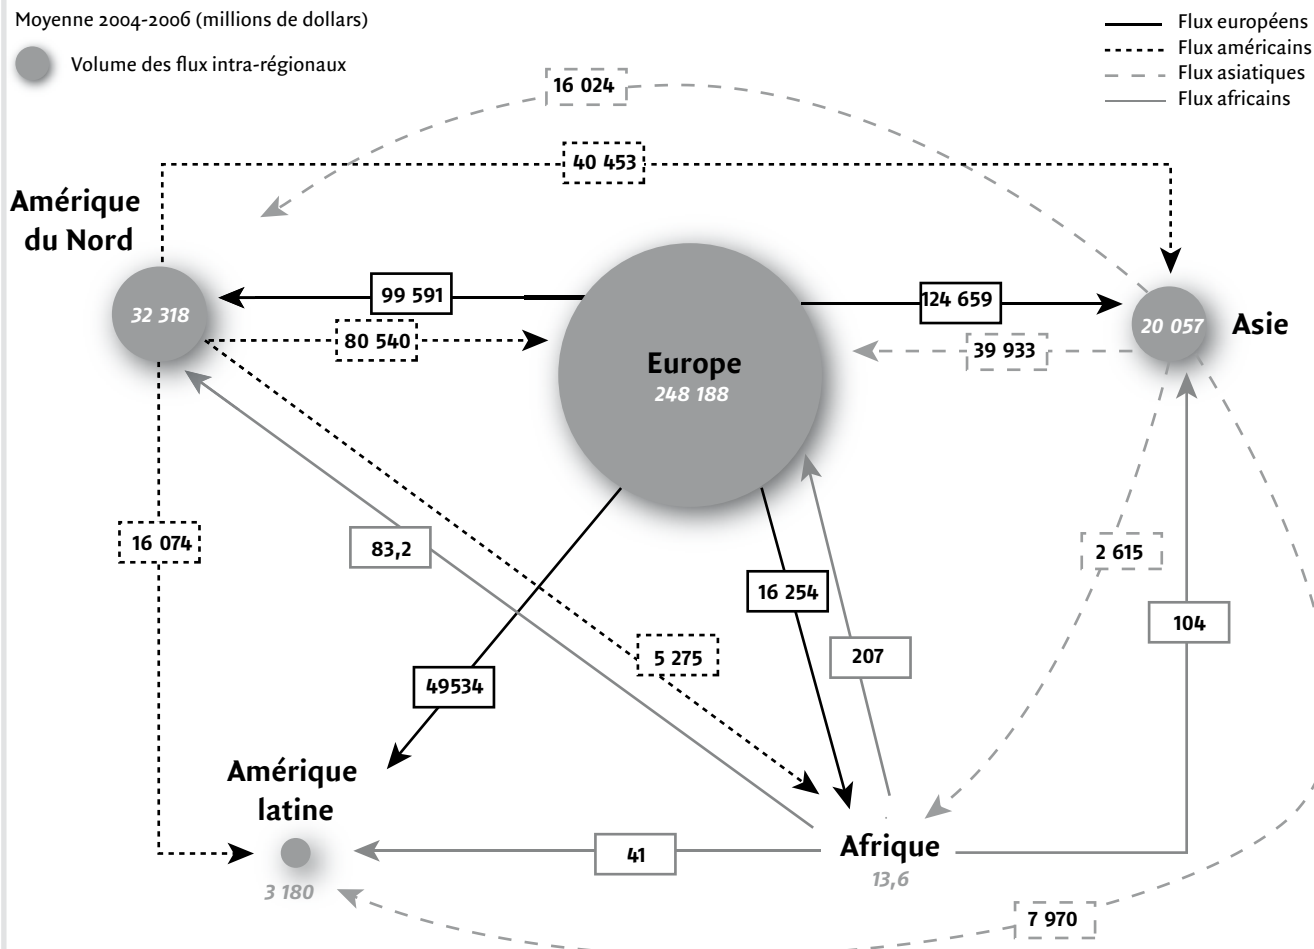 Moyenne 2004-2006 (millions de dollars)
Volume des flux intra-régionaux
Flux européens
Flux américains
Flux asiatiques
Flux africains
16 024
40 453
Amérique
du Nord
99 591
124 659
32 318
20 057
Asie
80 540
39 933
Europe
248 188
16 074
83,2
2 615
16 254
104
5 275
207
49534
Amérique
latine
41
Afrique
13,6
3 180
7 970